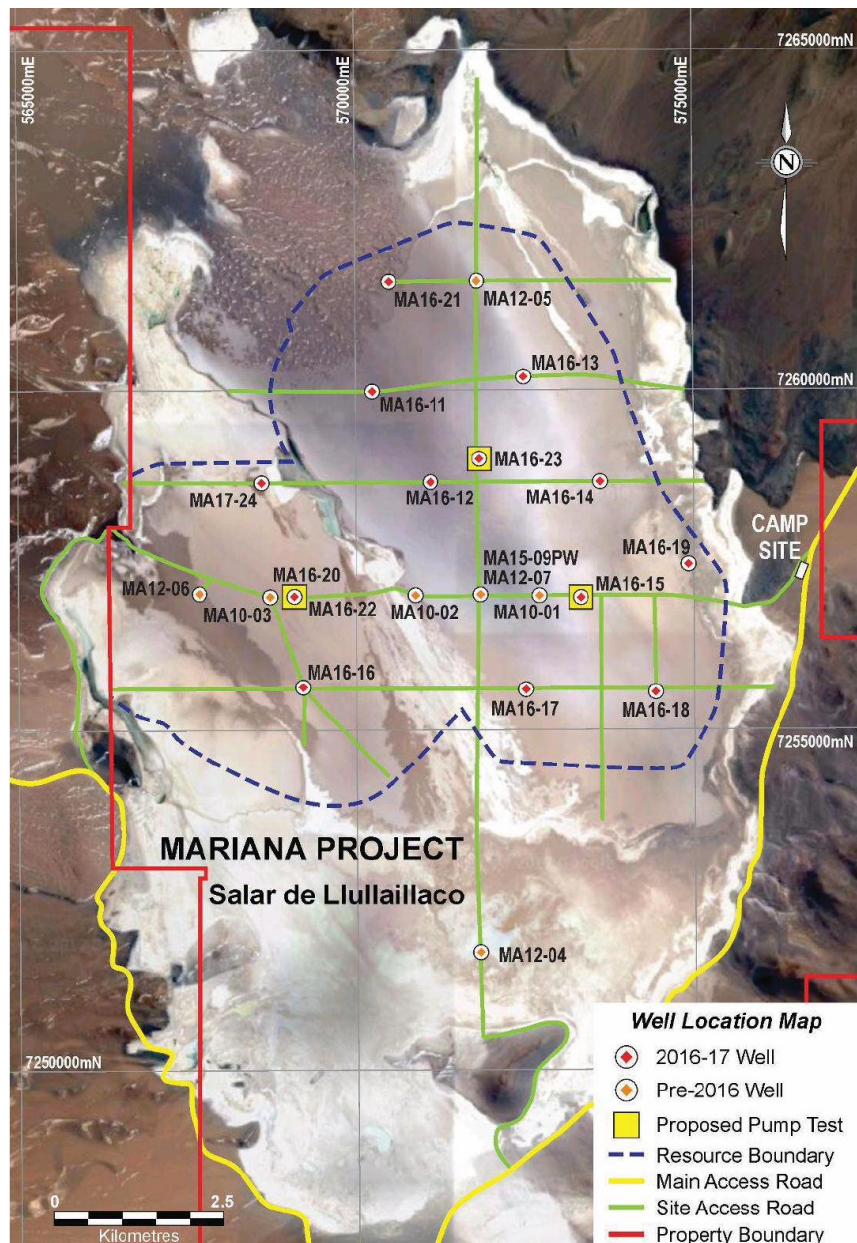 7265000mN
565000mE
570000mE
575000mE
N
MA16-21
MA12-05
MA16-13
7260000mN
MA16-11
MA16-23
MA17-24
MA16-12
MA16-14
CAMP
SITE
MA16-19
MA15-09PW
MA12-07
MA12-06
MA16-20
MA10-03
MA16-22
MA10-02
MA10-01
MA16-15
MA16-16
MA16-17
MA16-18
7255000mN
MARIANA PROJECT
Salar de Llullaillaco
MA12-04
7250000mN
Well Location Map
2016-17 Well
Pre-2016 Well
Proposed Pump Test
Resource Boundary
Main Access Road
Site Access Road
Property Boundary
0 2.5
Kilometres